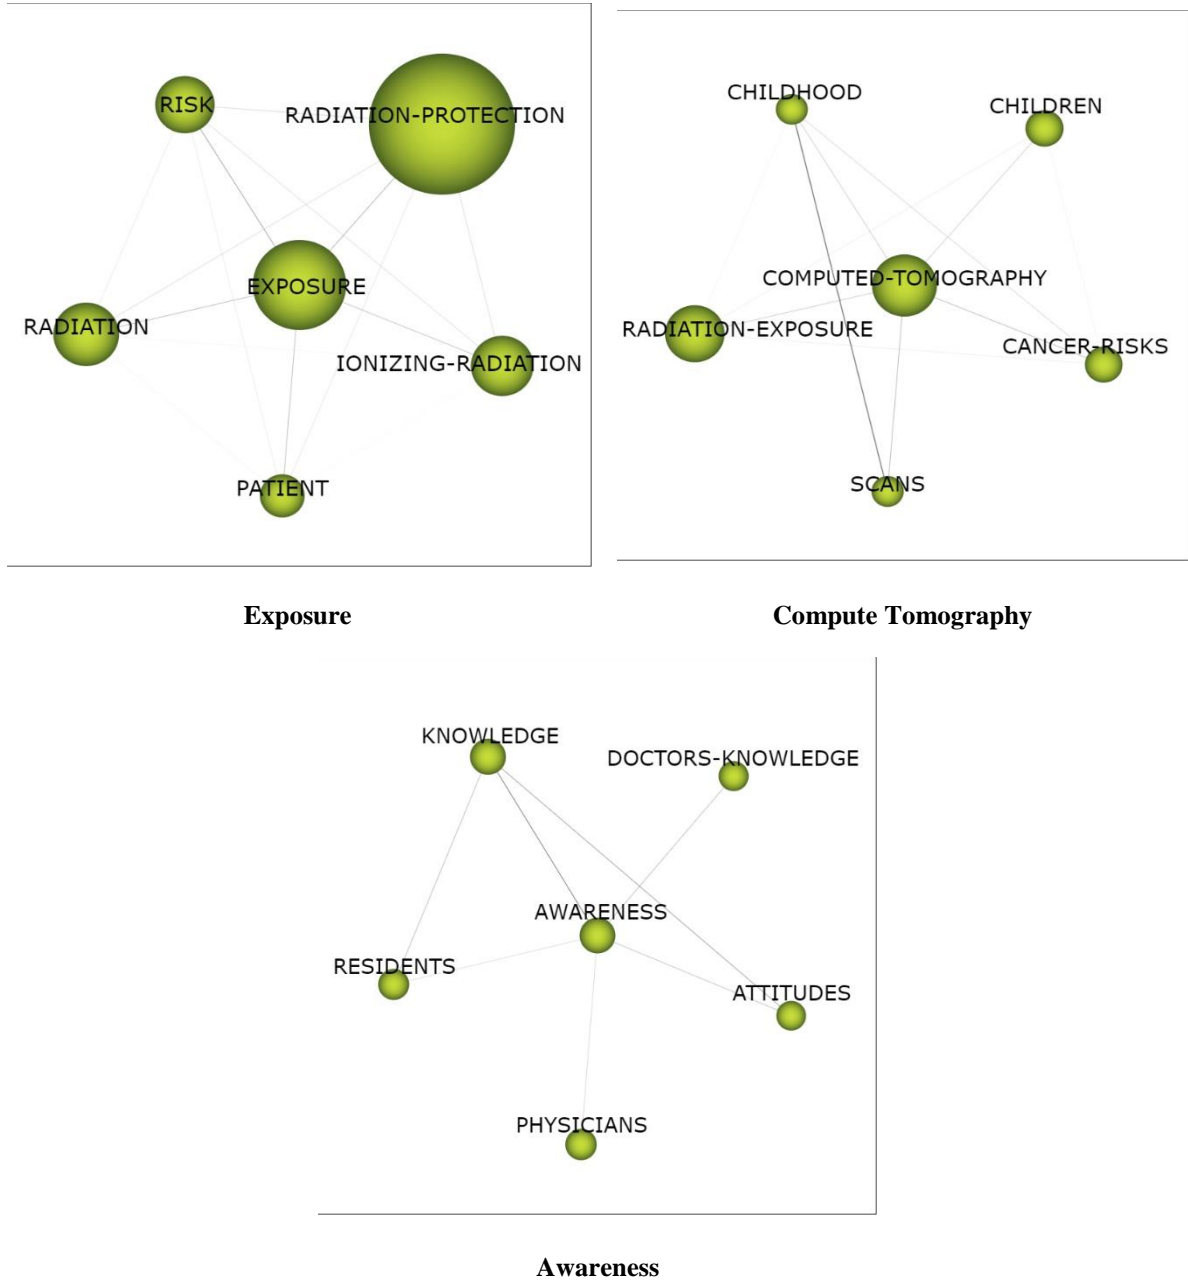 RISK
RADIATION-PROTECTION
EXPOSURE
RADIATION
IONIZING-RADIATION
PATIENT
CHILDHOOD
CHILDREN
COMPUTED-TOMOGRAPHY
RADIATION-EXPOSURE
CANCER-RISKS
SCANS
Exposure
Compute Tomography
KNOWLEDGE
DOCTORS-KNOWLEDGE
AWARENESS
RESIDENTS
ATTITUDES
PHYSICIANS
Awareness